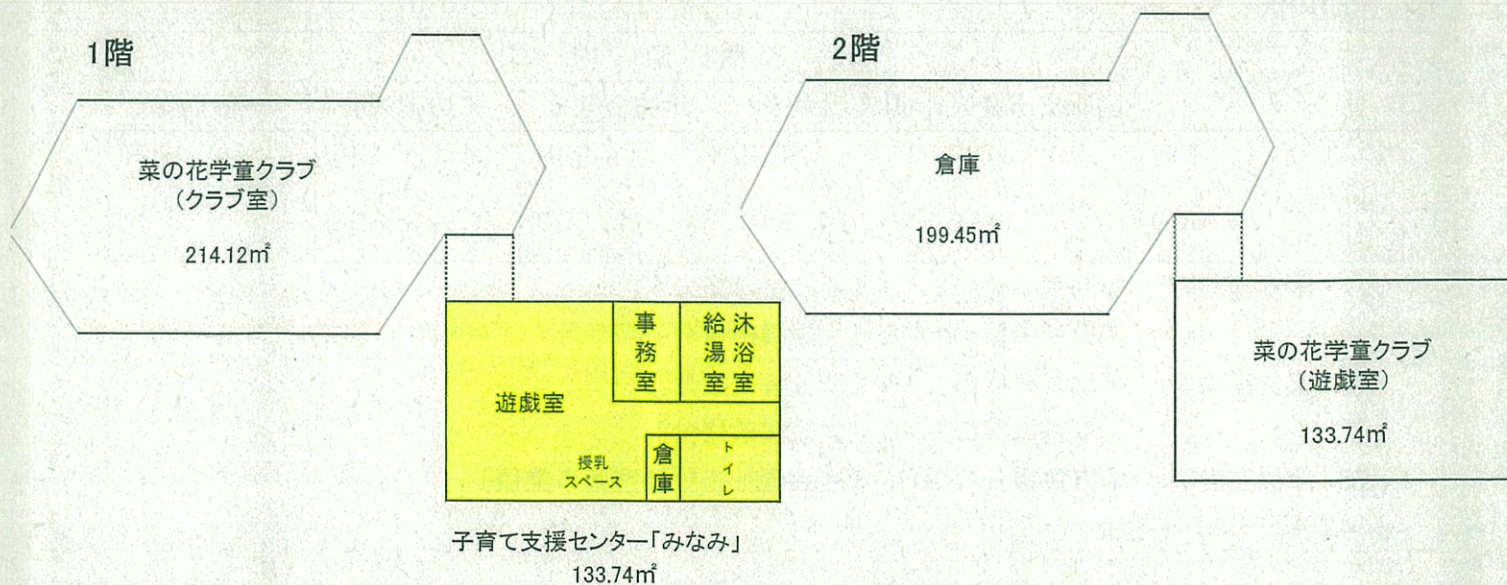 1階
菜の花学童クラブ
(クラブ室)
214.12㎡
事務室
給湯室
沐浴室
遊戯室
授乳
スペース
倉庫
トイレ
子育て支援センター「みなみ」
133.74㎡
2階
倉庫
199.45㎡
菜の花学童クラブ
(遊戯室)
133.74㎡